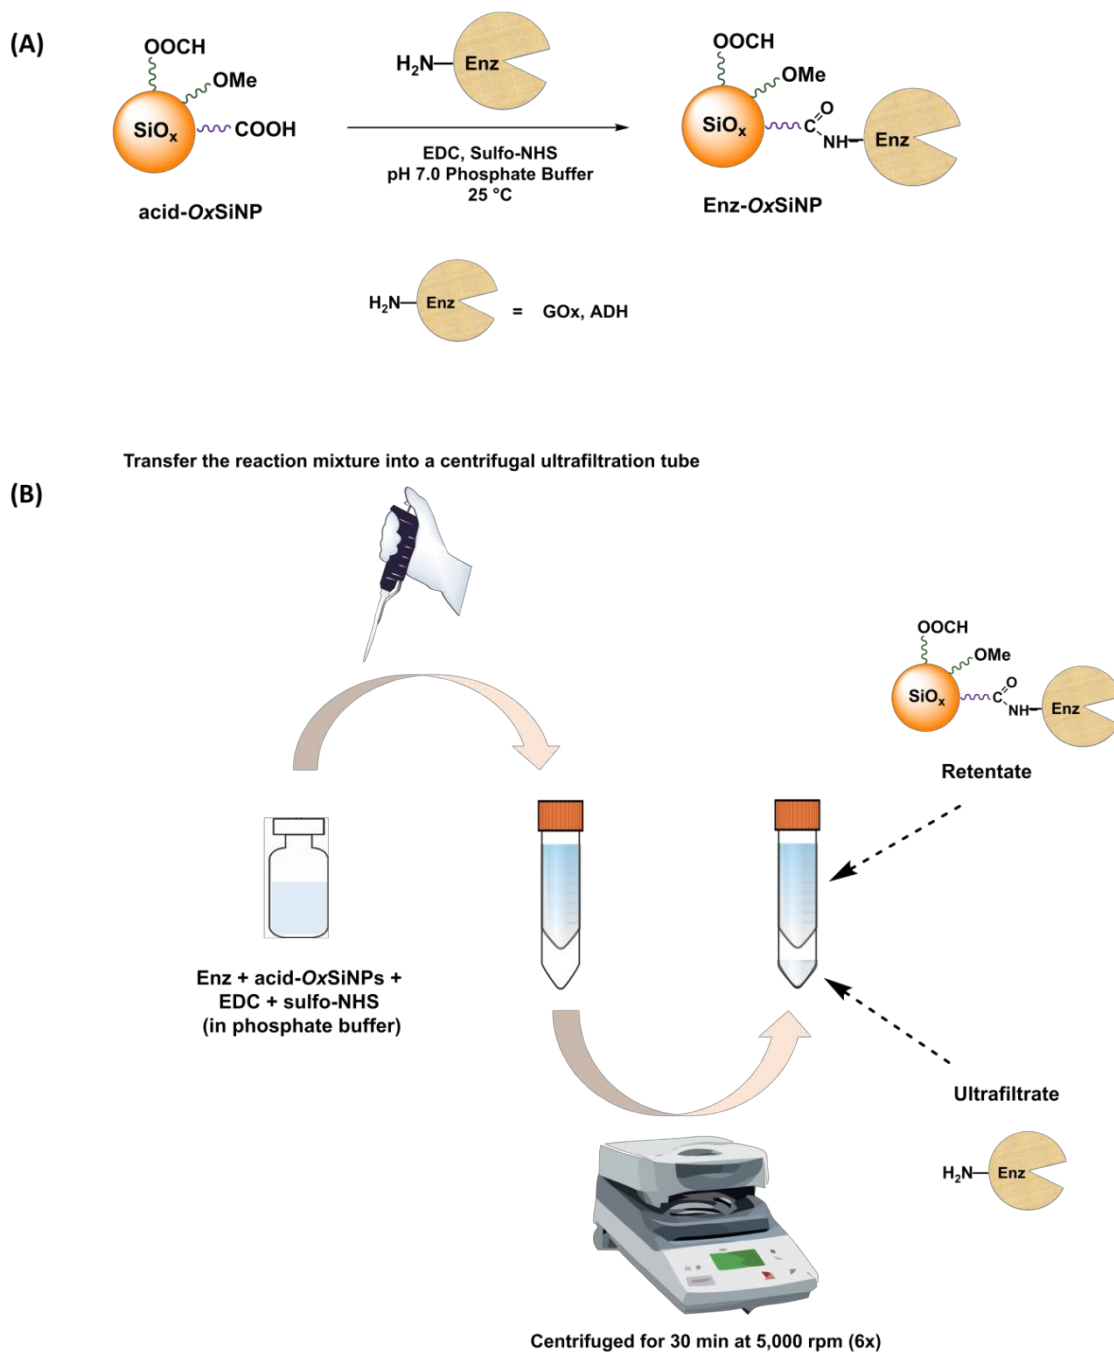 (A)
OOCH
OMe
SiOx
COOH
acid-OxSiNP
H2N
Enz
EDC, Sulfo-NHS
pH 7.0 Phosphate Buffer
25 °C
OOCH
OMe
SiOx
C
O
NH
Enz
Enz-OxSiNP
H2N
Enz
= GOx, ADH
Transfer the reaction mixture into a centrifugal ultrafiltration tube
(B)
OOCH
OMe
SiOx
C
O
NH
Enz
Retentate
Enz + acid-OxSiNPs +
EDC + sulfo-NHS
(in phosphate buffer)
Ultrafiltrate
H2N
Enz
Centrifuged for 30 min at 5,000 rpm (6x)